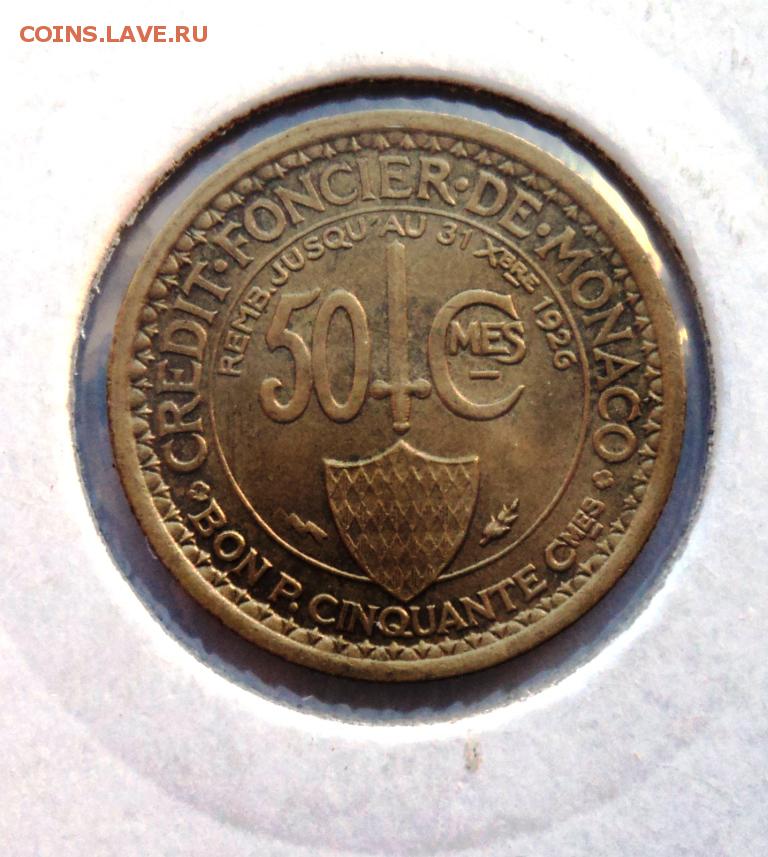 COINS.LAVE.RU
CREDIT·FONCIER·DE·MONACO
REMB. JUSQU'AU 31 XBRE 1926
50 CMES
BON P. CINQUANTE CMES